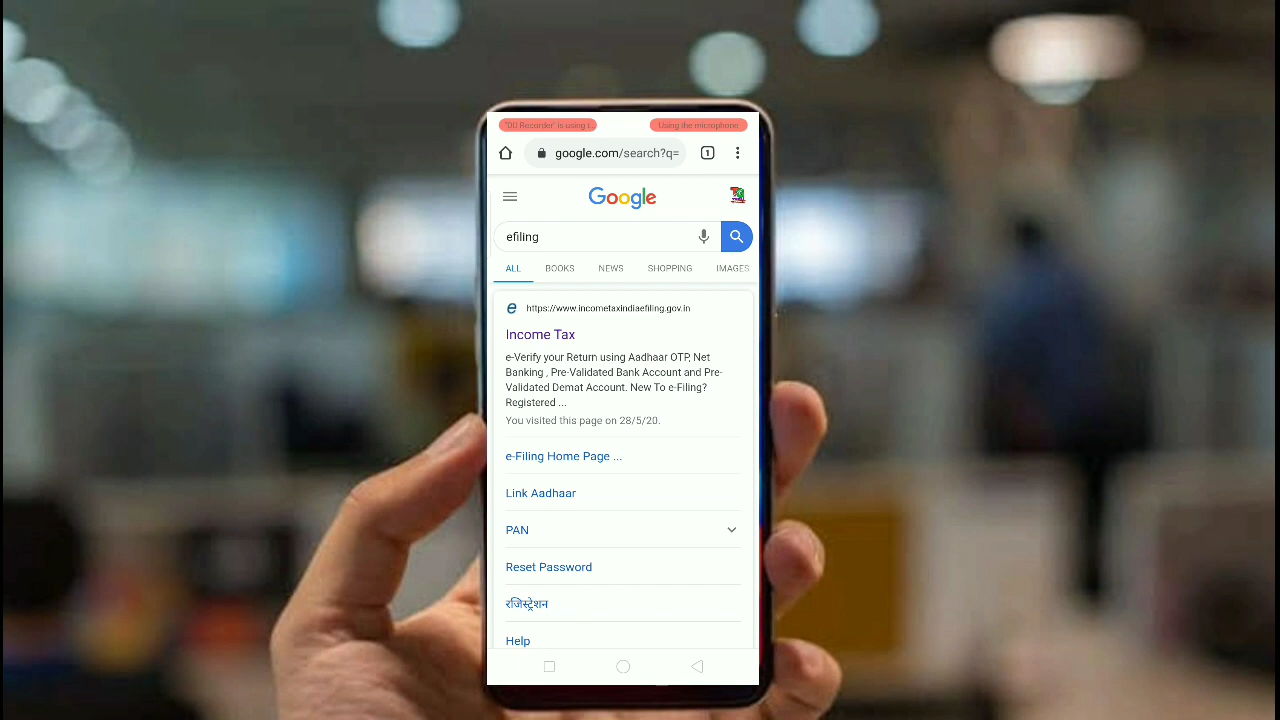 "DU Recorder" is using t... Using the microphone
google.com/search?q= 1
Google
efiling
ALL BOOKS NEWS SHOPPING IMAGES
https://www.incometaxindiaefiling.gov.in
Income Tax
e-Verify your Return using Aadhaar OTP, Net
Banking , Pre-Validated Bank Account and Pre-
Validated Demat Account. New To e-Filing?
Registered ...
You visited this page on 28/5/20.
e-Filing Home Page ...
Link Aadhaar
PAN
Reset Password
रजिस्ट्रेशन
Help